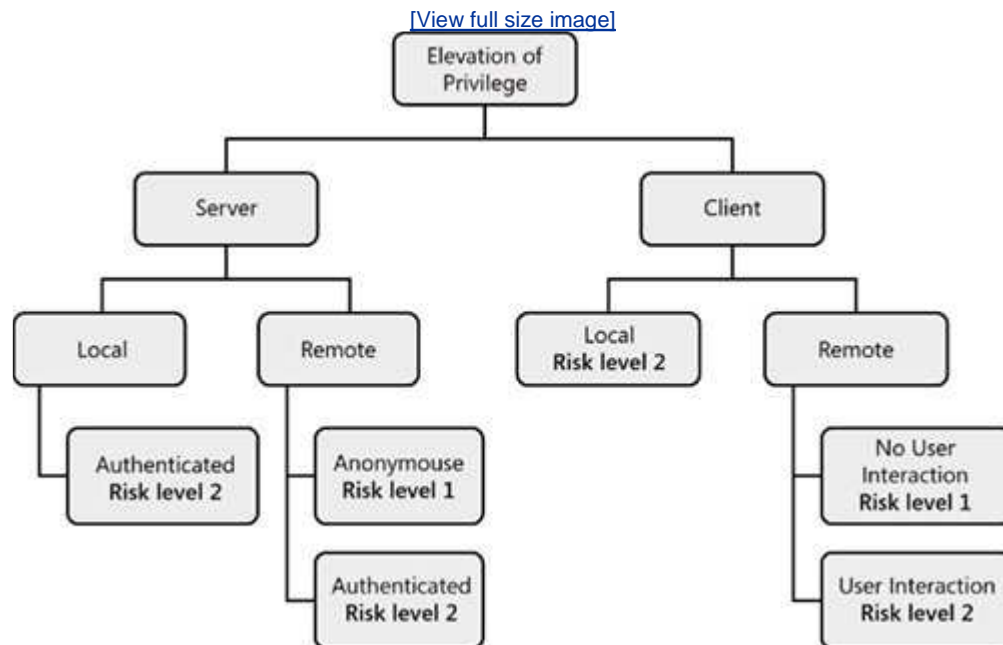 [View full size image]
Elevation of
Privilege
Server
Client
Local
Remote
Local
Risk level 2
Remote
Authenticated
Risk level 2
Anonymouse
Risk level 1
No User
Interaction
Risk level 1
Authenticated
Risk level 2
User Interaction
Risk level 2